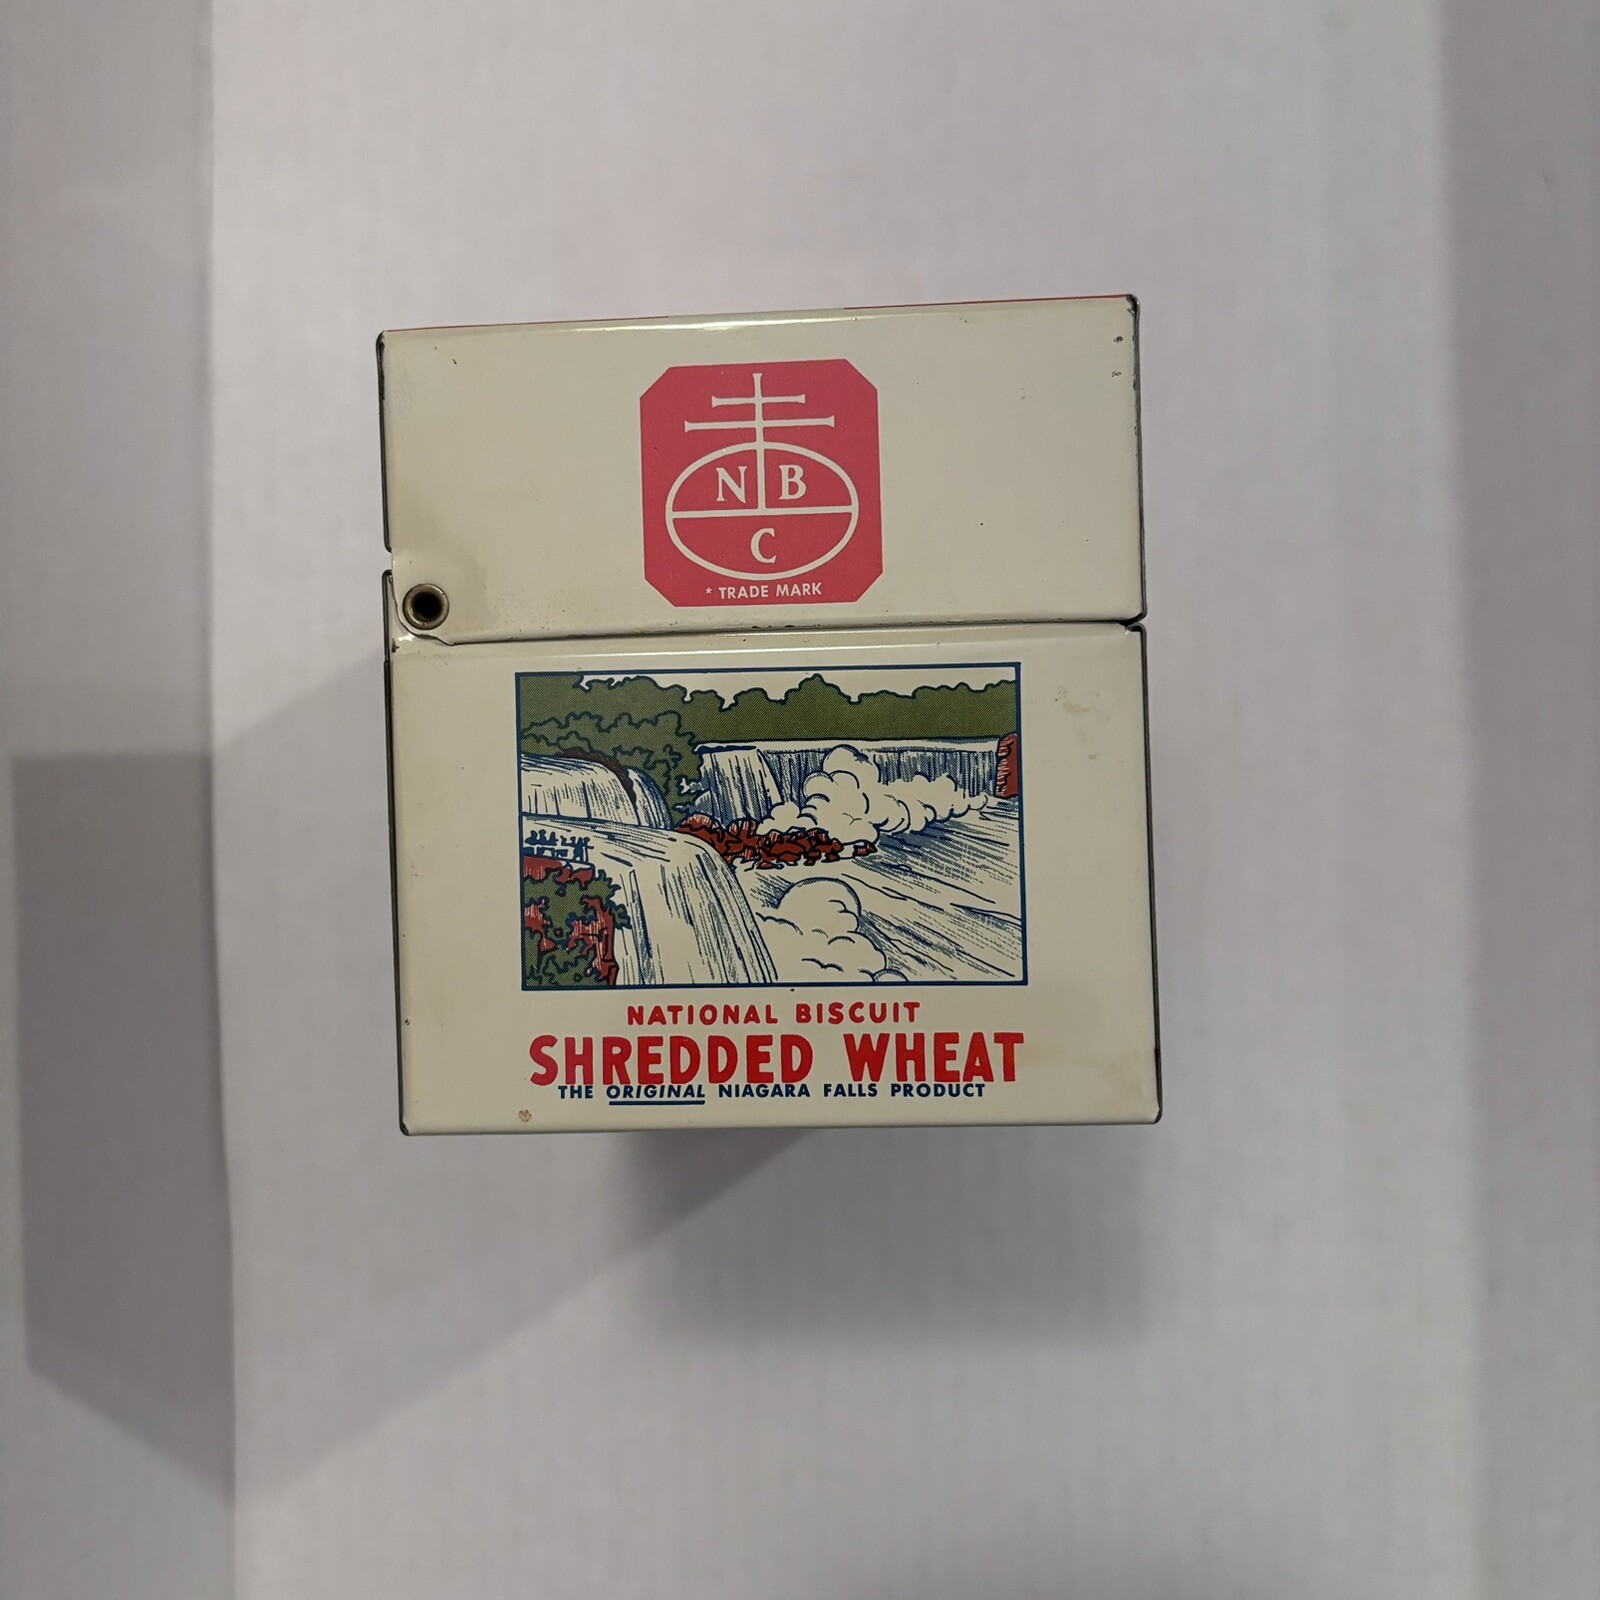 N B
C
* TRADE MARK
NATIONAL BISCUIT
SHREDDED WHEAT
THE ORIGINAL NIAGARA FALLS PRODUCT